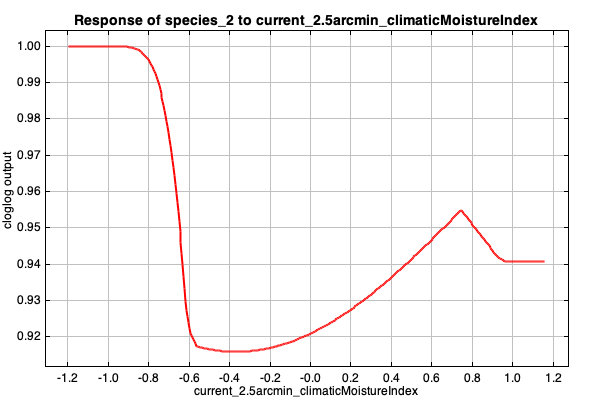 Response of species_2 to current_2.5arcmin_climaticMoistureIndex
1.00
0.99
0.98
0.97
0.96
0.95
0.94
0.93
0.92
cloglog output
-1.2 -1.0 -0.8 -0.6 -0.4 -0.2 -0.0 0.2 0.4 0.6 0.8 1.0 1.2
current_2.5arcmin_climaticMoistureIndex